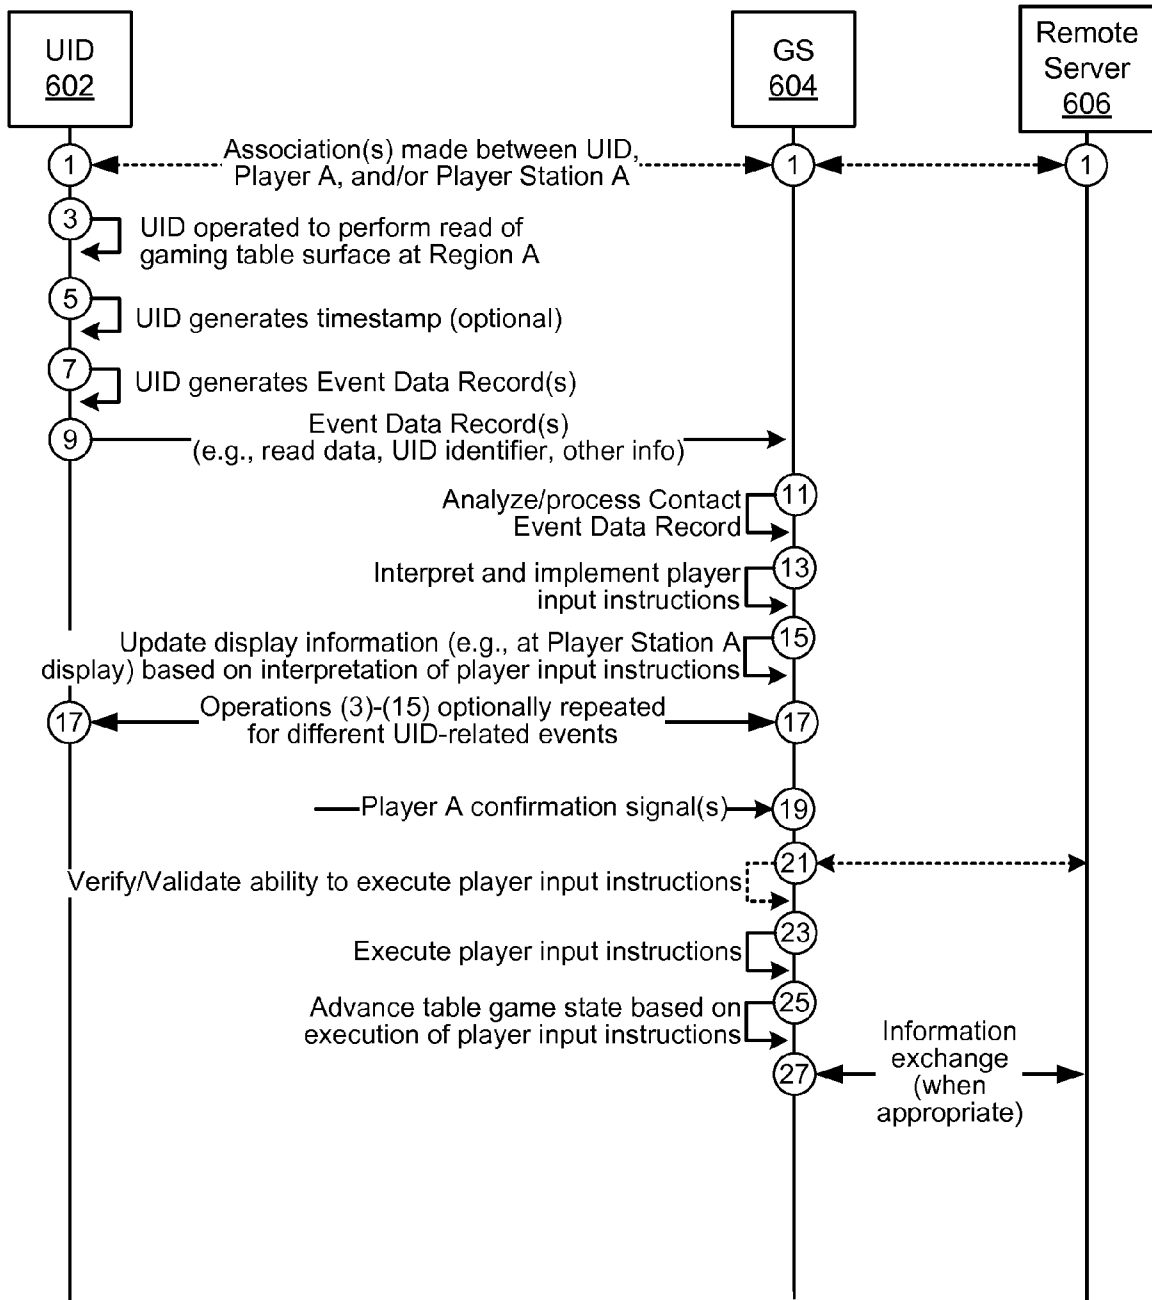 UID
602
GS
604
Remote
Server
606
1
Association(s) made between UID,
Player A, and/or Player Station A
1
1
3
UID operated to perform read of
gaming table surface at Region A
5
UID generates timestamp (optional)
7
UID generates Event Data Record(s)
9
Event Data Record(s)
(e.g., read data, UID identifier, other info)
11
Analyze/process Contact
Event Data Record
13
Interpret and implement player
input instructions
15
Update display information (e.g., at Player Station A
display) based on interpretation of player input instructions
17
Operations (3)-(15) optionally repeated
for different UID-related events
17
Player A confirmation signal(s)
19
21
Verify/Validate ability to execute player input instructions
23
Execute player input instructions
25
Advance table game state based on
execution of player input instructions
27
Information
exchange
(when
appropriate)